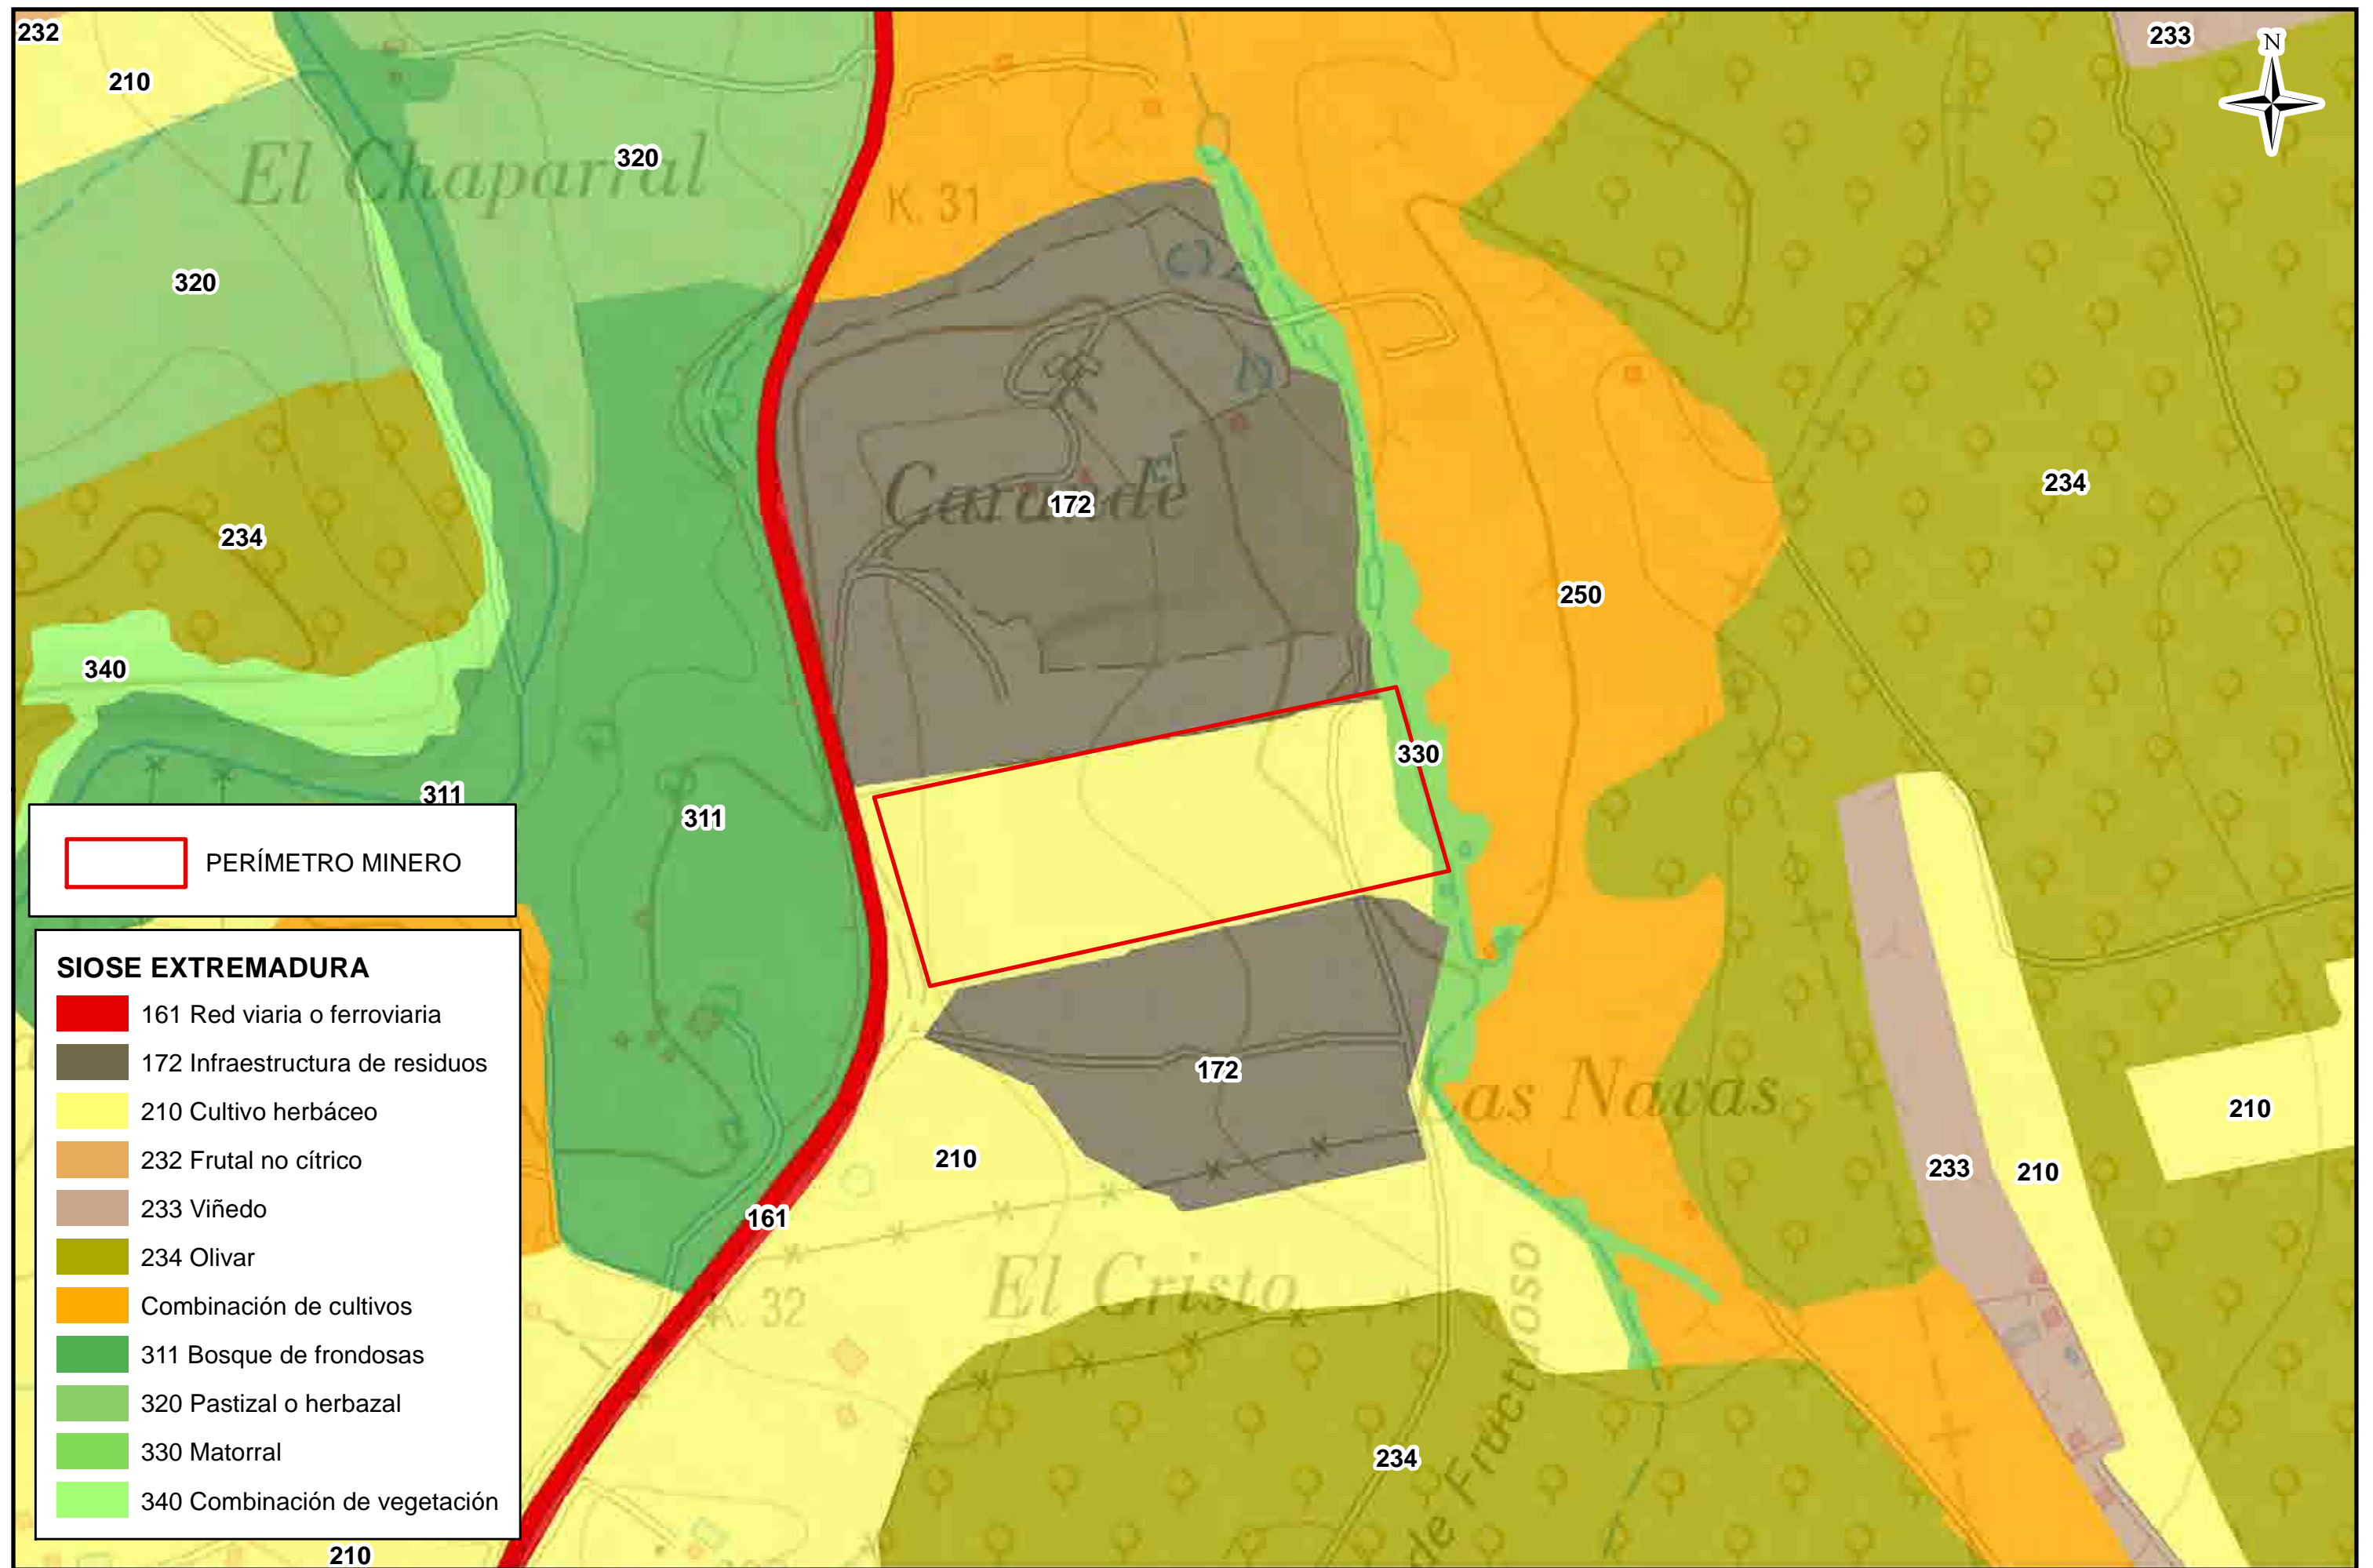 232
233
N
210
El Chaparral
320
K. 31
320
Carunde
172
234
234
250
340
330
311
311
PERÍMETRO MINERO
SIOSE EXTREMADURA
161 Red viaria o ferroviaria
172 Infraestructura de residuos
210 Cultivo herbáceo
232 Frutal no cítrico
233 Viñedo
234 Olivar
Combinación de cultivos
311 Bosque de frondosas
320 Pastizal o herbazal
330 Matorral
340 Combinación de vegetación
172
Las Navas
210
210
233
210
161
El Cristo
K. 32
234
de Fructuoso
210